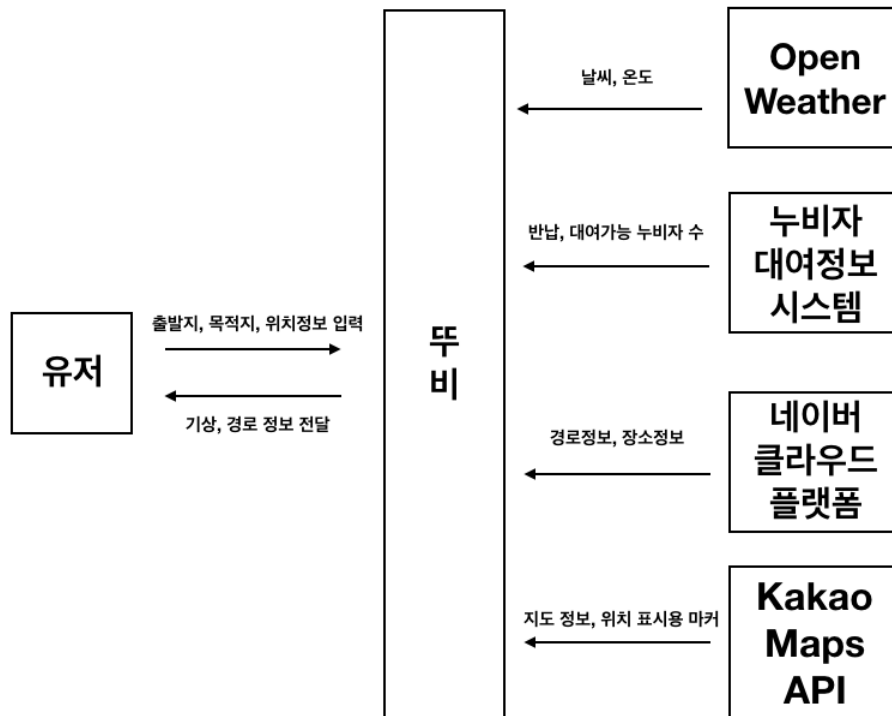 Open
Weather
날씨, 온도
누비자
대여정보
시스템
반납, 대여가능 누비자 수
출발지, 목적지, 위치정보 입력
유저
뚜
비
기상, 경로 정보 전달
네이버
클라우드
플랫폼
경로정보, 장소정보
Kakao
Maps
API
지도 정보, 위치 표시용 마커